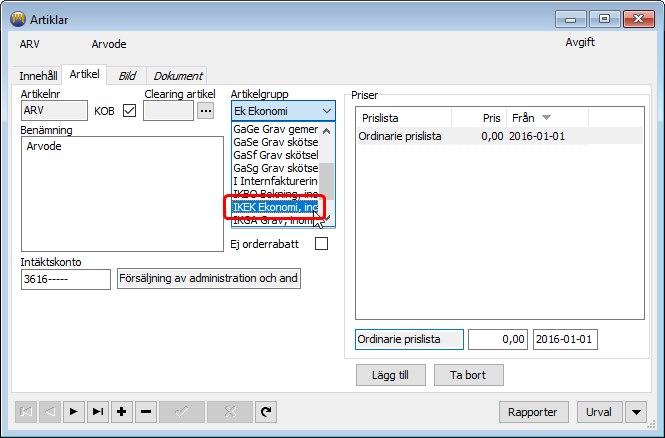 Artiklar
ARV Arvode Avgift
Innehåll Artikel Bild Dokument
Artikelnr Clearing artikel Artikelgrupp
ARV KOB ... Ek Ekonomi
Benämning
Arvode
GaGe Grav gemer
GaSe Grav skötse
GaSf Grav skötsel
GaSg Grav skötse
I Internfakturering
IKBO Bokning, ino
IKEK Ekonomi, ino
IKGA Grav, inom
Ej orderrabatt
Intäktskonto
3616----- Försäljning av administration och and
Priser
Prislista Pris Från
Ordinarie prislista 0,00 2016-01-01
Ordinarie prislista 0,00 2016-01-01
Lägg till Ta bort
Rapporter Urval